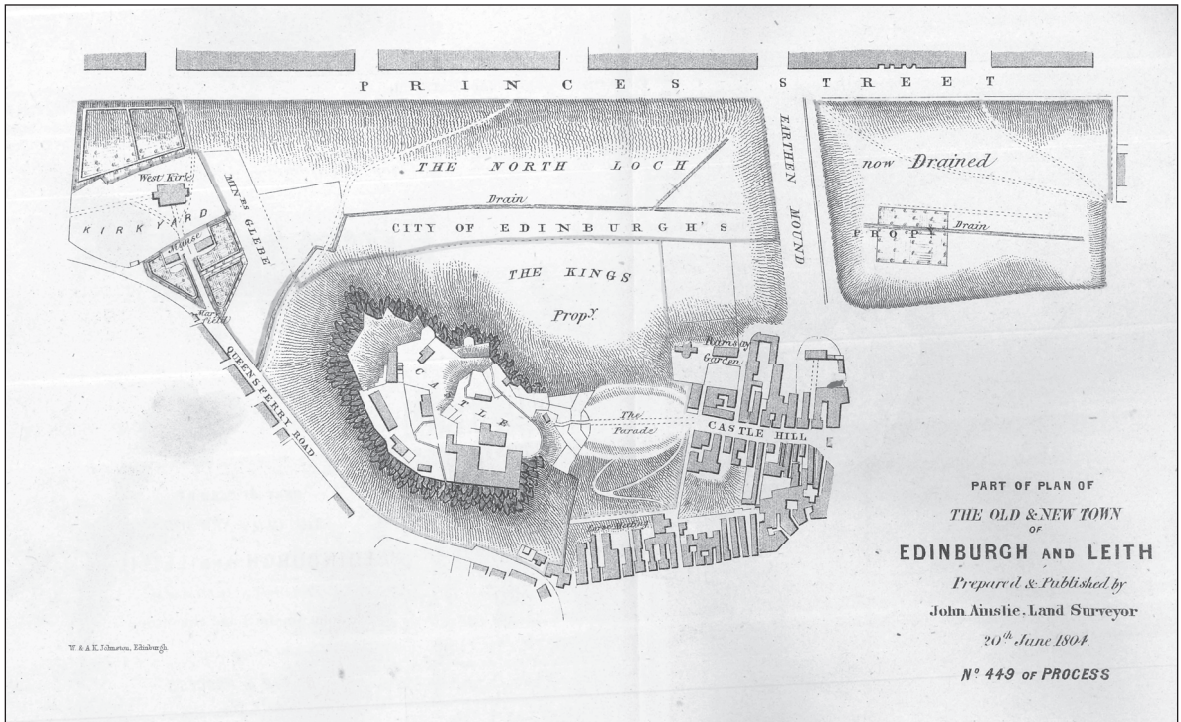 PRINCES STREET
THE NORTH LOCH
Drain
CITY OF EDINBURGH'S
EARTHEN MOUND
now Drained
PROPY
Drain
West Kirk
KIRKYARD
MINRS GLEBE
Manse
THE KINGS
Propy.
QUEENSFERRY ROAD
CASTLE
Ramsay
Garden
The
Parade
CASTLE HILL
PART OF PLAN OF
THE OLD & NEW TOWN
OF
EDINBURGH AND LEITH
Prepared & Published by
John Ainslie, Land Surveyor
20th June 1804
No 449 OF PROCESS
W. & A.K. Johnston, Edinburgh